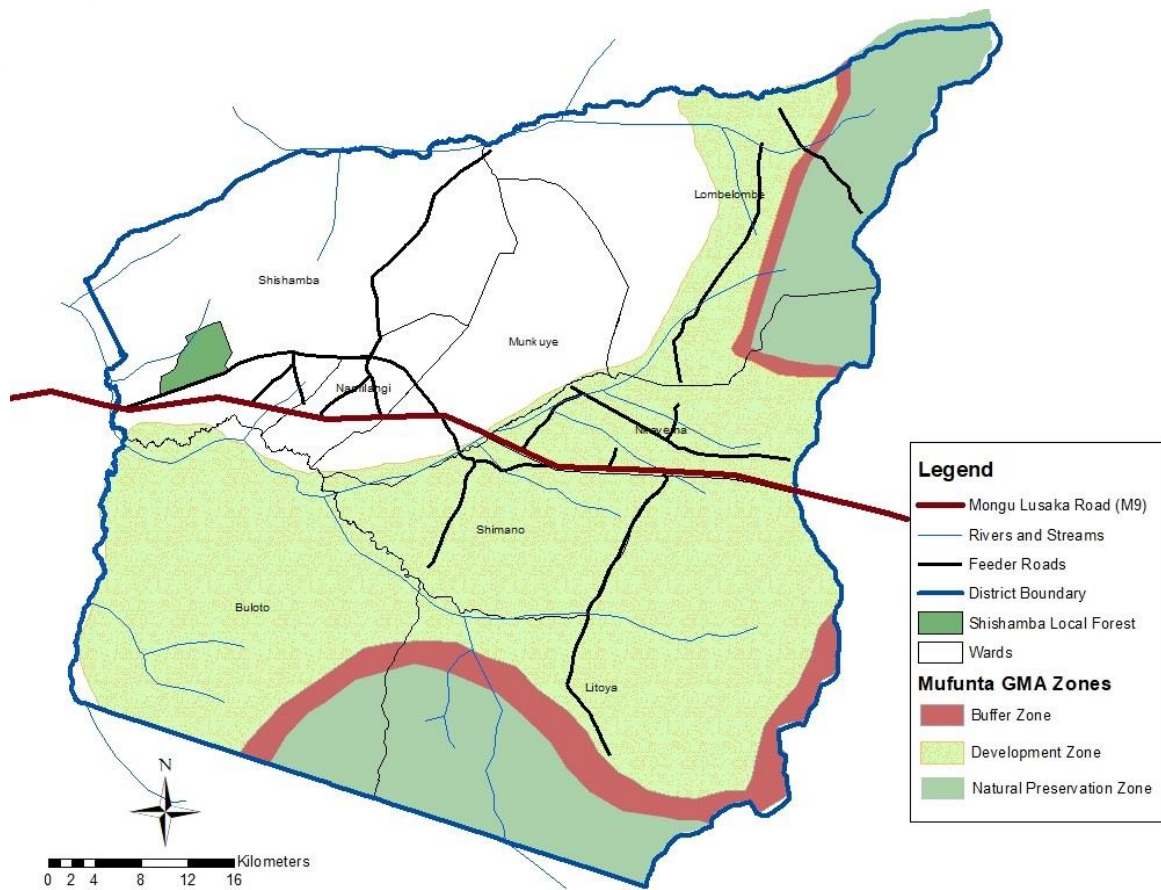 Lombelombe
Shishamba
Munkuye
Namilangi
Nkeyema
Shimano
Buloto
Litoya
N
Kilometers
0 2 4 8 12 16
Legend
Mongu Lusaka Road (M9)
Rivers and Streams
Feeder Roads
District Boundary
Shishamba Local Forest
Wards
Mufunta GMA Zones
Buffer Zone
Development Zone
Natural Preservation Zone